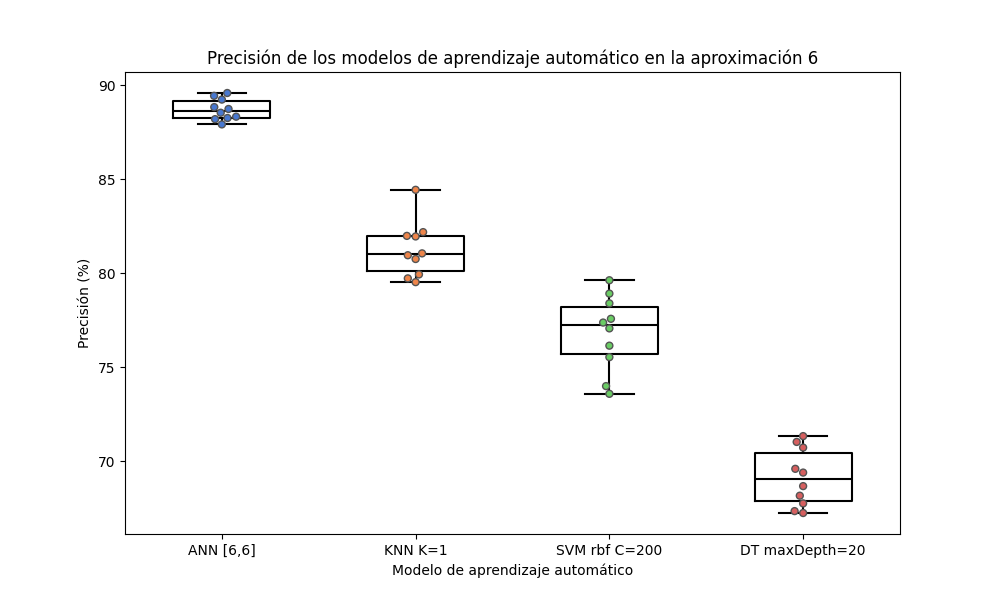 Precisión de los modelos de aprendizaje automático en la aproximación 6
90
85
80
75
70
Precisión (%)
ANN [6,6]
KNN K=1
SVM rbf C=200
DT maxDepth=20
Modelo de aprendizaje automático